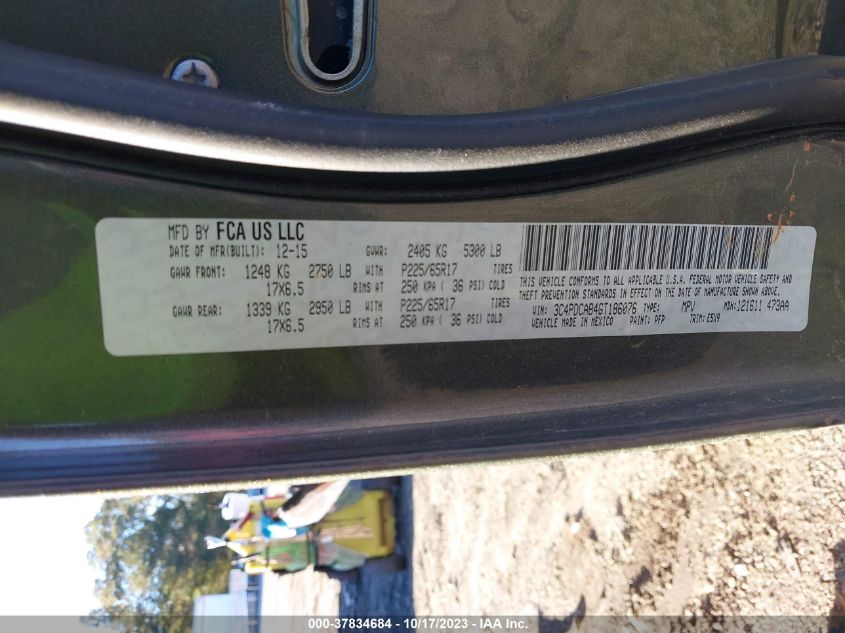 MFD BY FCA US LLC
DATE OF MFR(BUILT): 12-15 GVWR: 2405 KG 5300 LB
GAWR FRONT: 1248 KG 2750 LB WITH P225/65R17 TIRES
17X6.5 RIMS AT 250 KPA ( 36 PSI) COLD
GAWR REAR: 1339 KG 2950 LB WITH P225/65R17 TIRES
17X6.5 RIMS AT 250 KPA ( 36 PSI) COLD
THIS VEHICLE CONFORMS TO ALL APPLICABLE U.S.A. FEDERAL MOTOR VEHICLE SAFETY AND
THEFT PREVENTION STANDARDS IN EFFECT ON THE DATE OF MANUFACTURE SHOWN ABOVE.
VIN: 3C4PDCAB4GT186076 TYPE: MPV MDH:121611 473AA
VEHICLE MADE IN MEXICO PAINT: PFP TRIM: E5X9
000-37834684 - 10/17/2023 - IAAI.COM